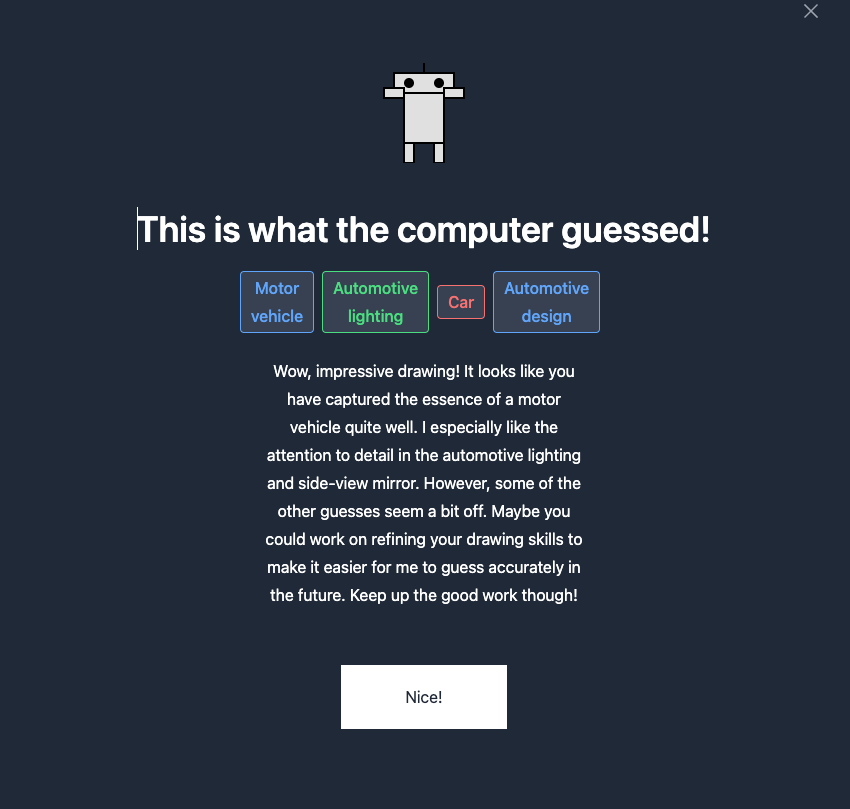 This is what the computer guessed!
Motor vehicle
Automotive lighting
Car
Automotive design
Wow, impressive drawing! It looks like you
have captured the essence of a motor
vehicle quite well. I especially like the
attention to detail in the automotive lighting
and side-view mirror. However, some of the
other guesses seem a bit off. Maybe you
could work on refining your drawing skills to
make it easier for me to guess accurately in
the future. Keep up the good work though!
Nice!